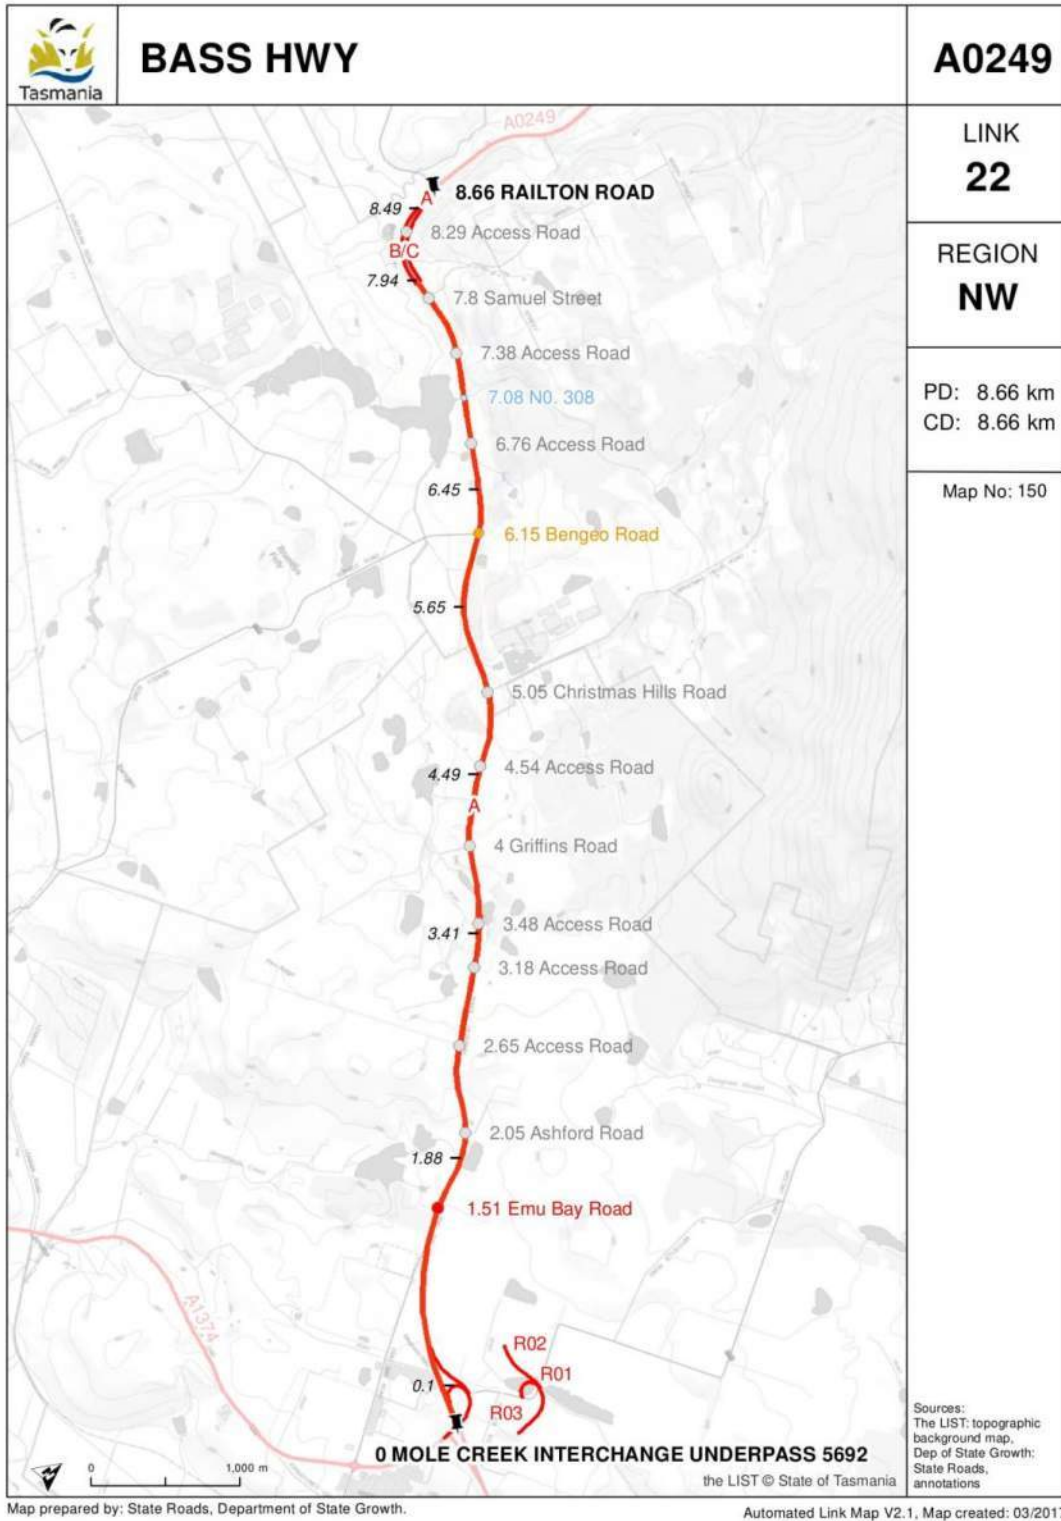 Tasmania
BASS HWY
A0249
LINK
22
REGION
NW
PD: 8.66 km
CD: 8.66 km
Map No: 150
A0249
8.66 RAILTON ROAD
A
8.49
8.29 Access Road
B/C
7.94
7.8 Samuel Street
7.38 Access Road
7.08 N0. 308
6.76 Access Road
6.45
6.15 Bengeo Road
5.65
5.05 Christmas Hills Road
4.54 Access Road
4.49
A
4 Griffins Road
3.48 Access Road
3.41
3.18 Access Road
2.65 Access Road
2.05 Ashford Road
1.88
1.51 Emu Bay Road
A1374
R02
R01
0.1
R03
0 MOLE CREEK INTERCHANGE UNDERPASS 5692
0 1,000 m
the LIST © State of Tasmania
Sources:
The LIST: topographic
background map,
Dep of State Growth:
State Roads,
annotations
Map prepared by: State Roads, Department of State Growth.
Automated Link Map V2.1, Map created: 03/2017